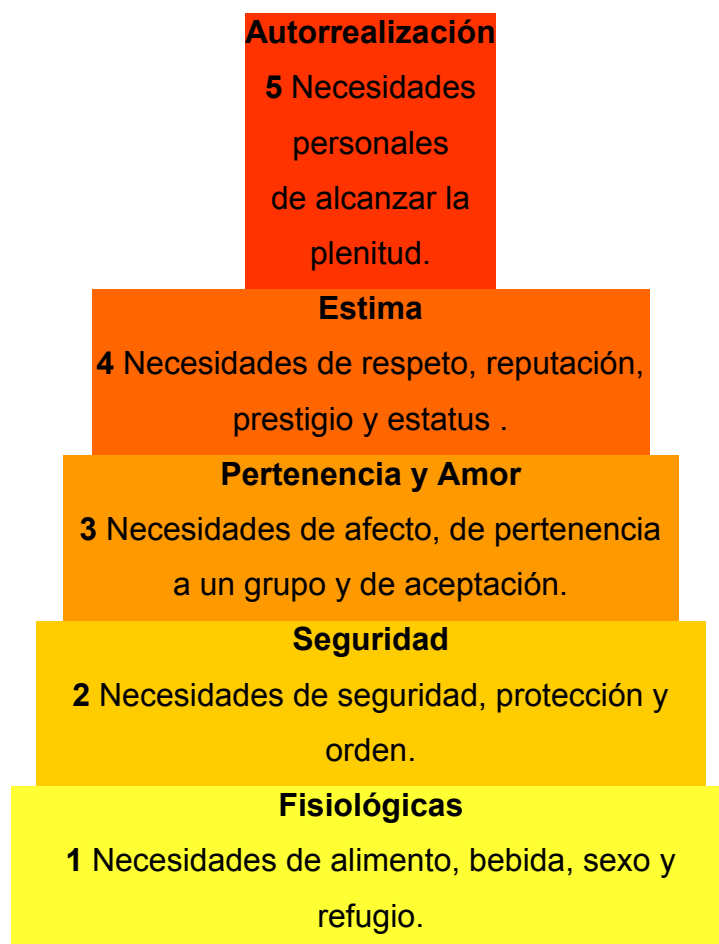 Autorrealización
5 Necesidades
personales
de alcanzar la
plenitud.
Estima
4 Necesidades de respeto, reputación,
prestigio y estatus .
Pertenencia y Amor
3 Necesidades de afecto, de pertenencia
a un grupo y de aceptación.
Seguridad
2 Necesidades de seguridad, protección y
orden.
Fisiológicas
1 Necesidades de alimento, bebida, sexo y
refugio.